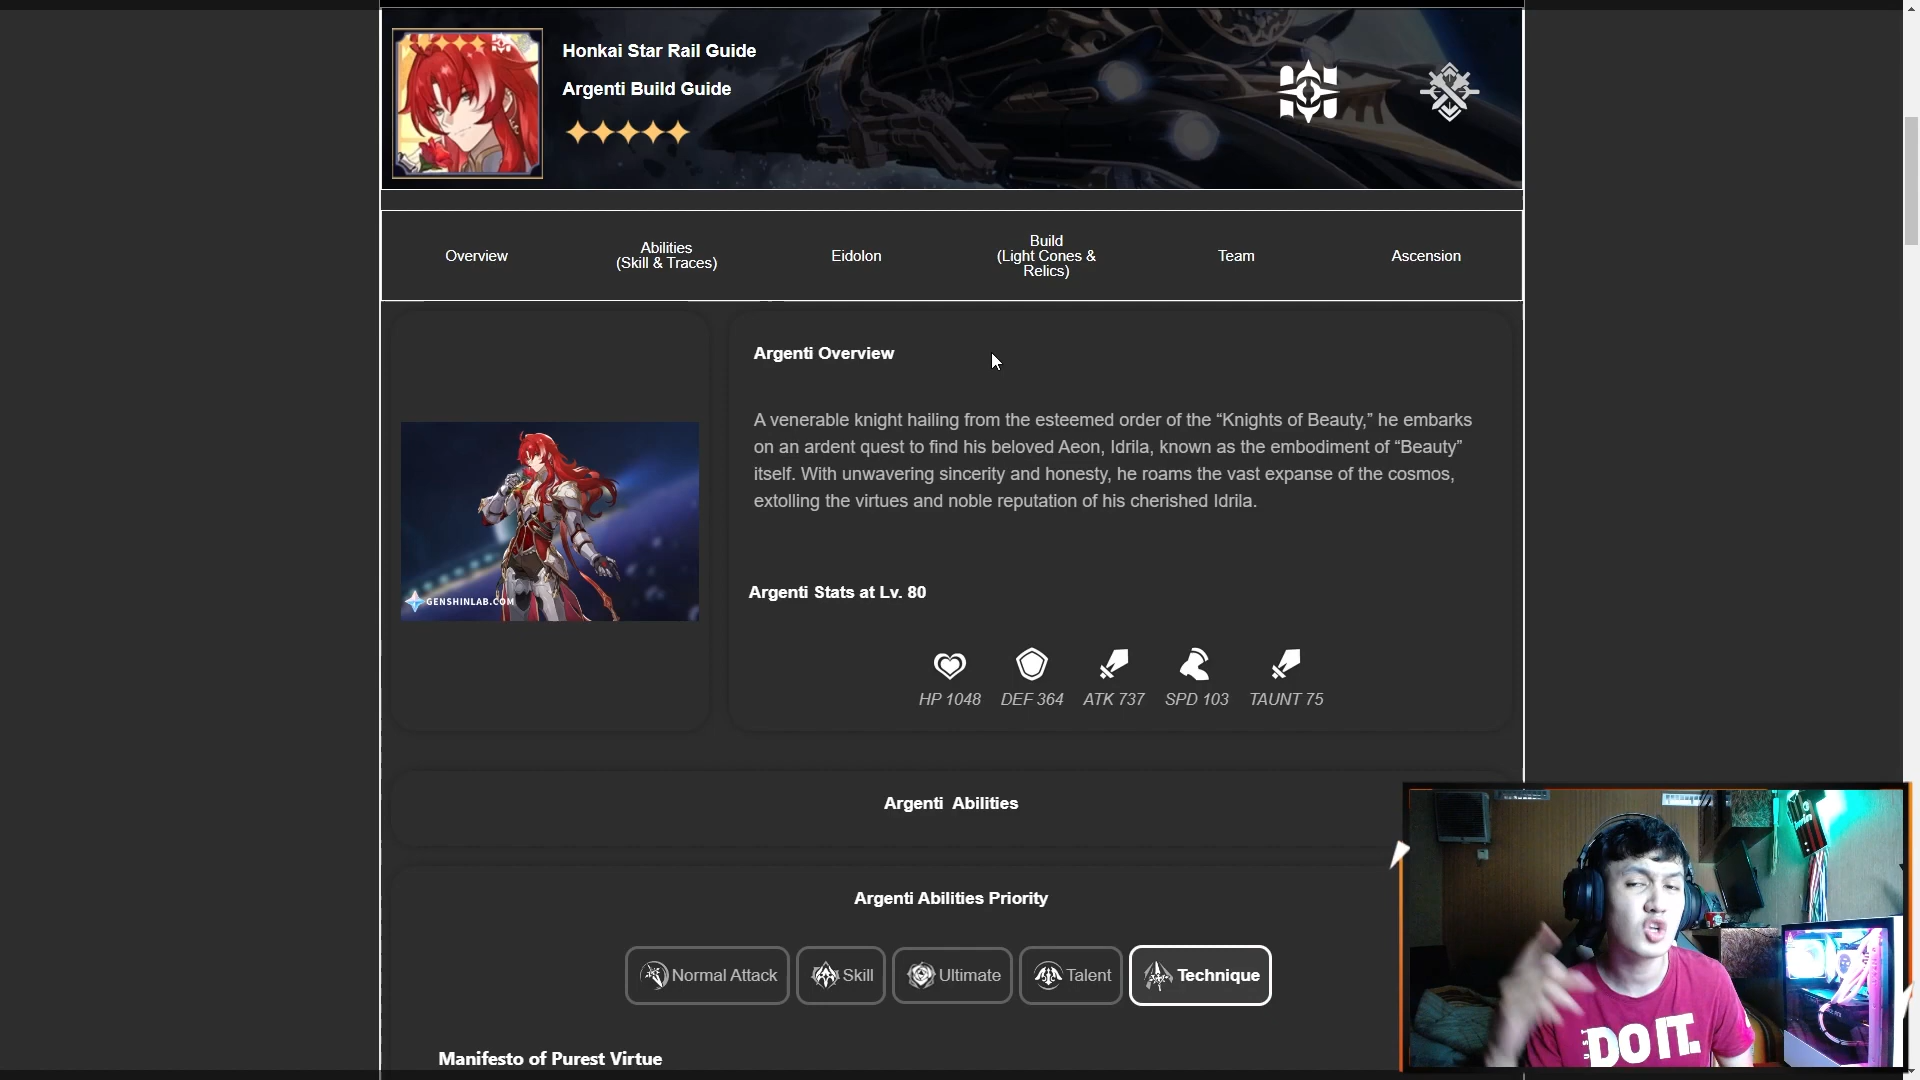 Honkai Star Rail Guide
Argenti Build Guide
Overview
Abilities
(Skill & Traces)
Eidolon
Build
(Light Cones &
Relics)
Team
Ascension
Argenti Overview
A venerable knight hailing from the esteemed order of the “Knights of Beauty,” he embarks
on an ardent quest to find his beloved Aeon, Idrila, known as the embodiment of “Beauty”
itself. With unwavering sincerity and honesty, he roams the vast expanse of the cosmos,
extolling the virtues and noble reputation of his cherished Idrila.
GENSHINLAB.COM
Argenti Stats at Lv. 80
HP 1048
DEF 364
ATK 737
SPD 103
TAUNT 75
Argenti Abilities
Argenti Abilities Priority
Normal Attack
Skill
Ultimate
Talent
Technique
Manifesto of Purest Virtue
JUST
DO IT.